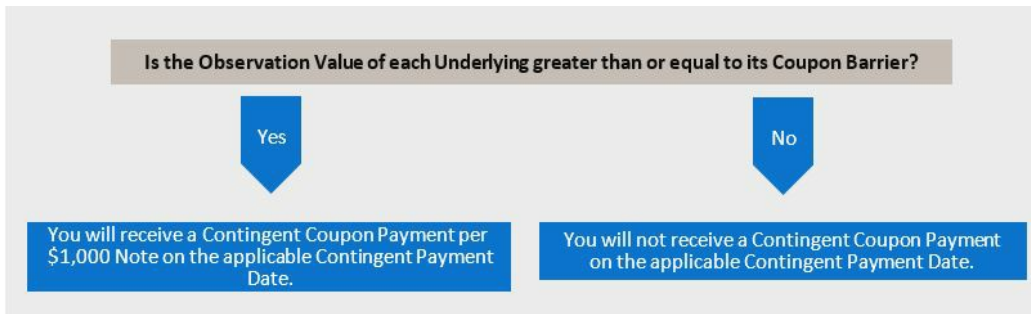 Is the Observation Value of each Underlying greater than or equal to its Coupon Barrier?
Yes
No
You will receive a Contingent Coupon Payment per
$1,000 Note on the applicable Contingent Payment
Date.
You will not receive a Contingent Coupon Payment
on the applicable Contingent Payment Date.